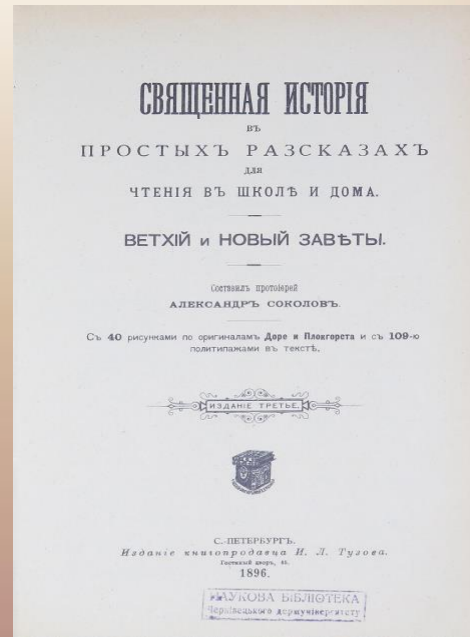 СВЯЩЕННАЯ ИСТОРІЯ
ВЪ
ПРОСТЫХЪ РАЗСКАЗАХЪ
ДЛЯ
ЧТЕНІЯ ВЪ ШКОЛѢ И ДОМА.
ВЕТХІЙ и НОВЫЙ ЗАВѢТЫ.
Составилъ протоіерей
АЛЕКСАНДРЪ СОКОЛОВЪ.
Съ 40 рисунками по оригиналамъ Доре и Плокгорста и съ 109-ю
политипажами въ текстѣ.
ИЗДАНІЕ ТРЕТЬЕ.
С.-ПЕТЕРБУРГЪ.
Изданіе книгопродавца И. Л. Тузова.
Гостиный дворъ, 45.
1896.
НАУКОВА БІБЛІОТЕКА
Чернівецького держуніверситету